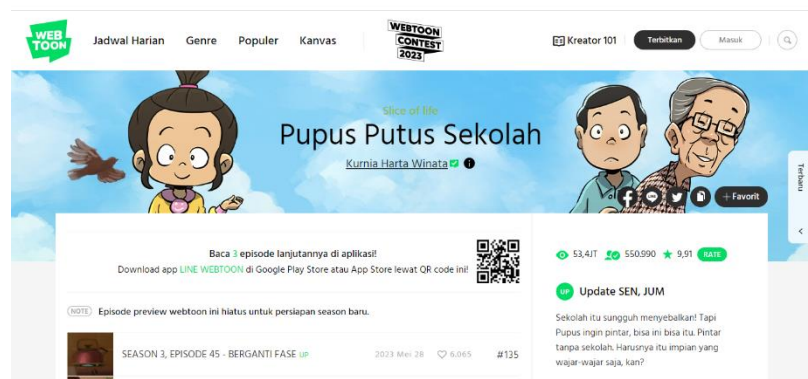 WEB
TOON
Jadwal Harian Genre Populer Kanvas
WEBTOON
CONTEST
2023
Kreator 101 Terbitkan Masuk
Slice of life
Pupus Putus Sekolah
Kurnia Harta Winata
+ Favorit
Terbaru
Baca 3 episode lanjutannya di aplikasi!
Download app LINE WEBTOON di Google Play Store atau App Store lewat QR code ini!
NOTE Episode preview webtoon ini hiatus untuk persiapan season baru.
SEASON 3, EPISODE 45 - BERGANTI FASE UP 2023 Mei 28 6,065 #135
53,4JT 550.990 9,91 RATE
UP Update SEN, JUM
Sekolah itu sungguh menyebalkan! Tapi
Pupus ingin pintar, bisa ini bisa itu. Pintar
tanpa sekolah. Harusnya itu impian yang
wajar-wajar saja, kan?